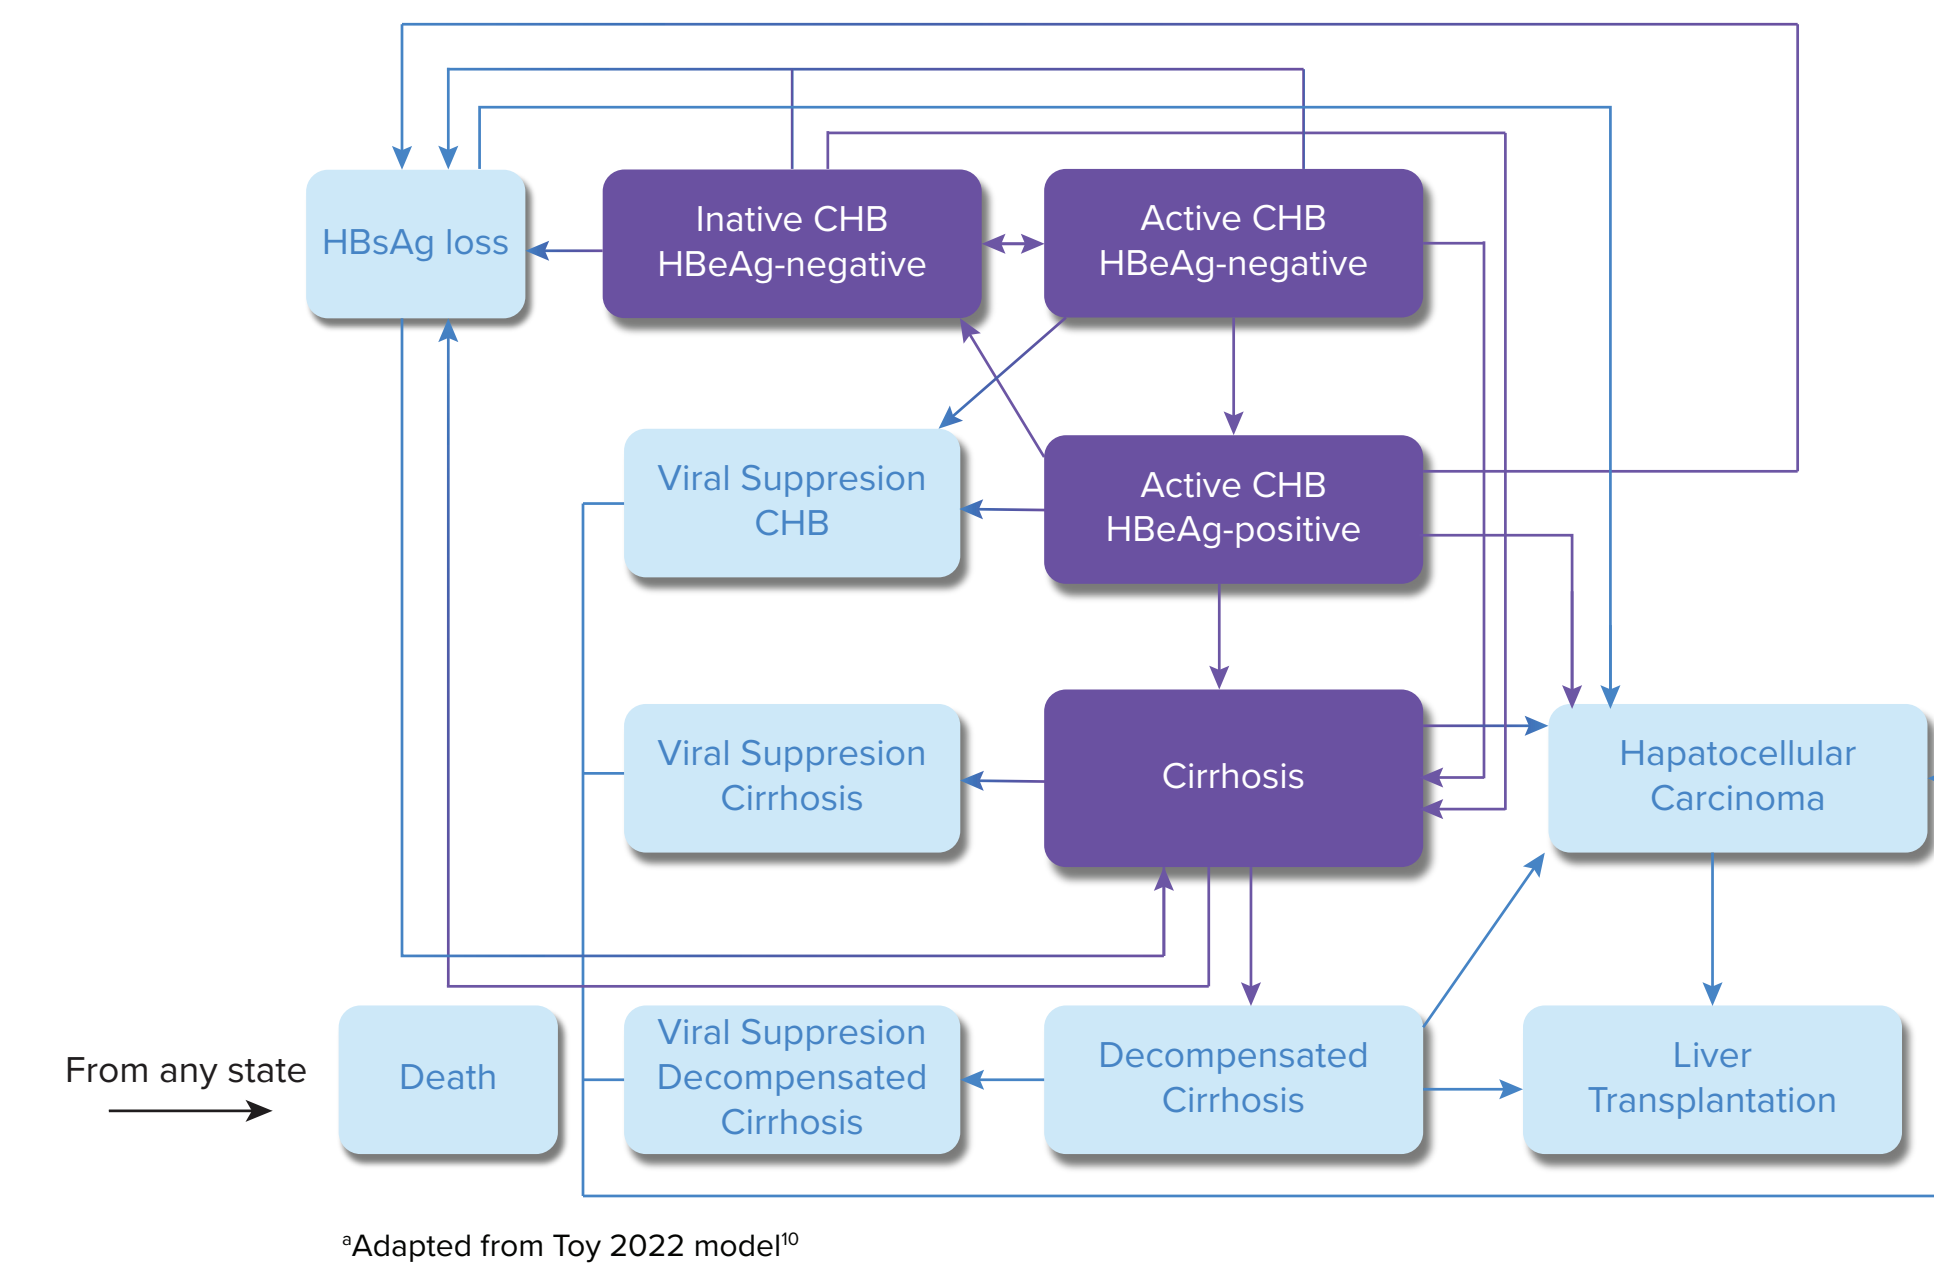 HBsAg loss
Inative CHB
HBeAg-negative
Active CHB
HBeAg-negative
Viral Suppresion
CHB
Active CHB
HBeAg-positive
Viral Suppresion
Cirrhosis
Cirrhosis
Hapatocellular
Carcinoma
From any state
Death
Viral Suppresion
Decompensated
Cirrhosis
Decompensated
Cirrhosis
Liver
Transplantation
ᵃAdapted from Toy 2022 model¹⁰